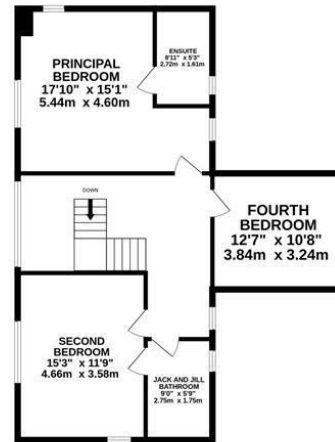 PRINCIPAL
BEDROOM
17'10" x 15'1"
5.44m x 4.60m
ENSUITE
8'11" x 5'3"
2.72m x 1.61m
DOWN
FOURTH
BEDROOM
12'7" x 10'8"
3.84m x 3.24m
SECOND
BEDROOM
15'3" x 11'9"
4.66m x 3.58m
JACK AND JILL
BATHROOM
9'0" x 5'9"
2.75m x 1.75m